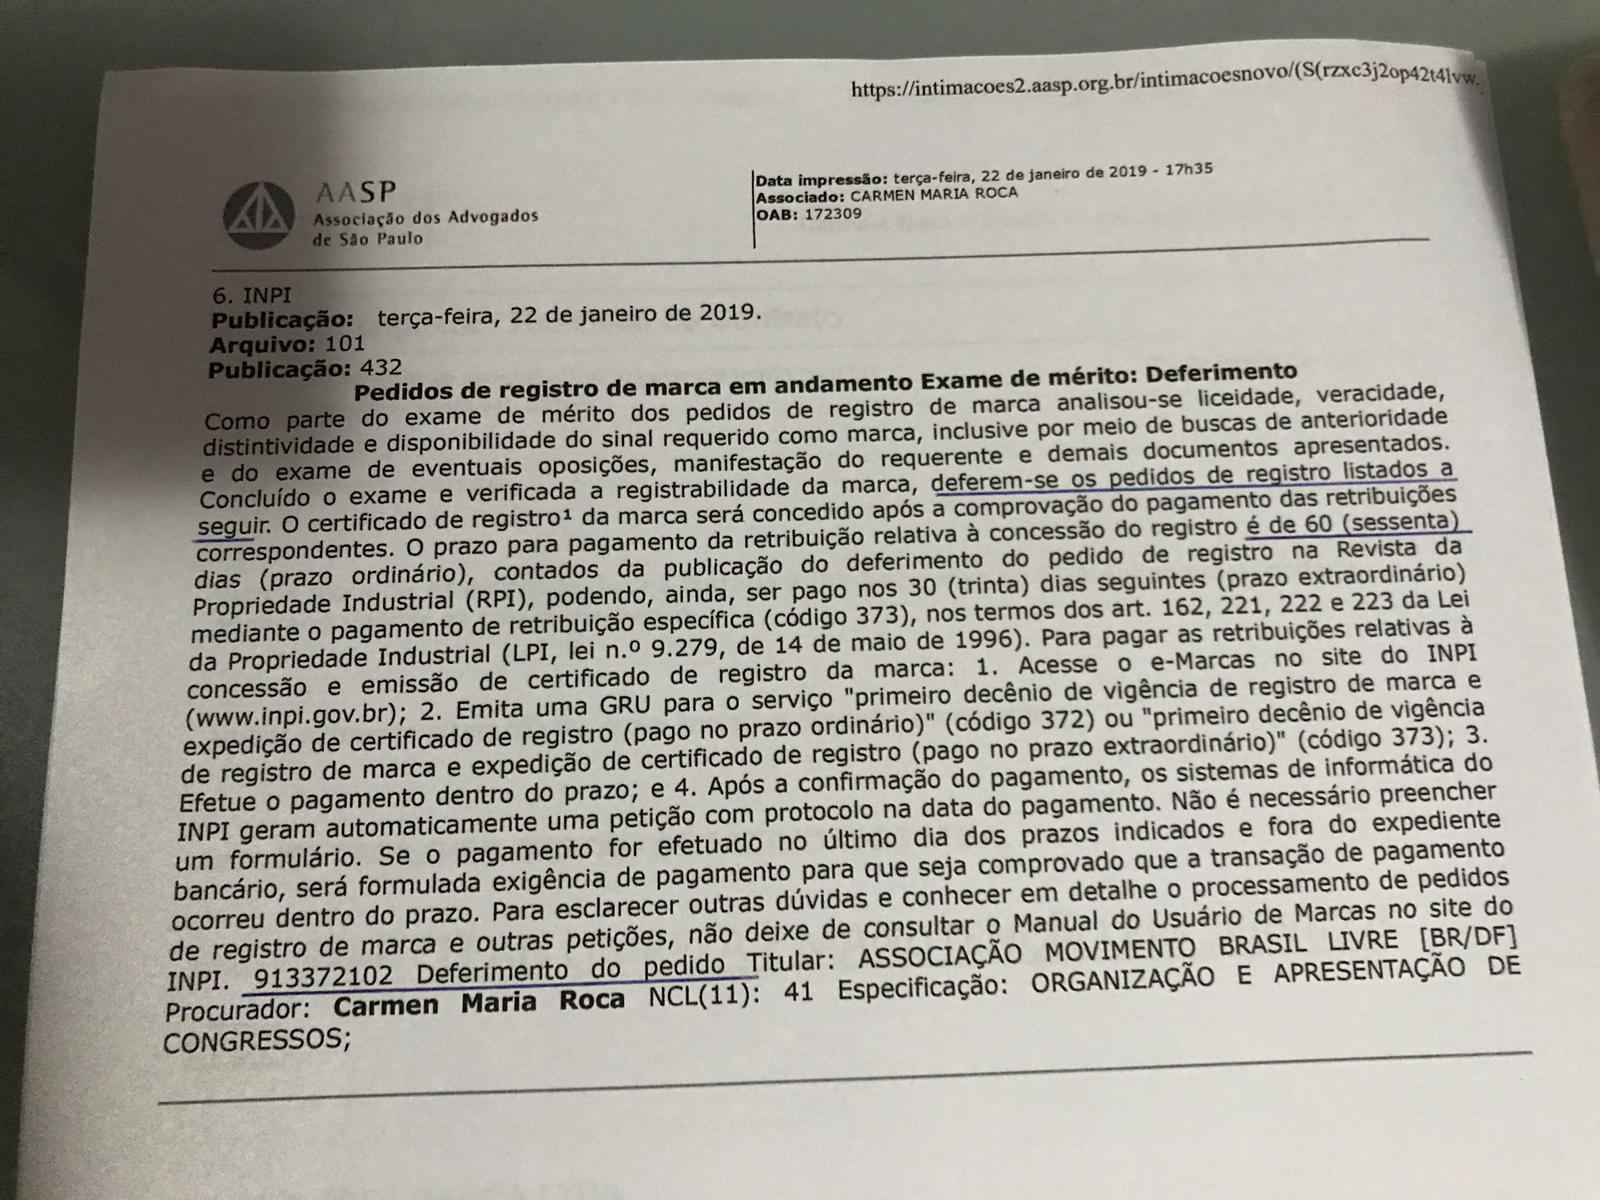 https://intimacoes2.aasp.org.br/intimacoesnovo/(S(rzxc3j2op42t4lvw.
AASP
Associação dos Advogados
de São Paulo
Data impressão: terça-feira, 22 de janeiro de 2019 - 17h35
Associado: CARMEN MARIA ROCA
OAB: 172309
6. INPI
Publicação: terça-feira, 22 de janeiro de 2019.
Arquivo: 101
Publicação: 432
Pedidos de registro de marca em andamento Exame de mérito: Deferimento
Como parte do exame de mérito dos pedidos de registro de marca analisou-se liceidade, veracidade,
distintividade e disponibilidade do sinal requerido como marca, inclusive por meio de buscas de anterioridade
e do exame de eventuais oposições, manifestação do requerente e demais documentos apresentados.
Concluído o exame e verificada a registrabilidade da marca, deferem-se os pedidos de registro listados a
seguir. O certificado de registro¹ da marca será concedido após a comprovação do pagamento das retribuições
correspondentes. O prazo para pagamento da retribuição relativa à concessão do registro é de 60 (sessenta)
dias (prazo ordinário), contados da publicação do deferimento do pedido de registro na Revista da
Propriedade Industrial (RPI), podendo, ainda, ser pago nos 30 (trinta) dias seguintes (prazo extraordinário)
mediante o pagamento de retribuição específica (código 373), nos termos dos art. 162, 221, 222 e 223 da Lei
da Propriedade Industrial (LPI, lei n.º 9.279, de 14 de maio de 1996). Para pagar as retribuições relativas à
concessão e emissão de certificado de registro da marca: 1. Acesse o e-Marcas no site do INPI
(www.inpi.gov.br); 2. Emita uma GRU para o serviço "primeiro decênio de vigência de registro de marca e
expedição de certificado de registro (pago no prazo ordinário)" (código 372) ou "primeiro decênio de vigência
de registro de marca e expedição de certificado de registro (pago no prazo extraordinário)" (código 373); 3.
Efetue o pagamento dentro do prazo; e 4. Após a confirmação do pagamento, os sistemas de informática do
INPI geram automaticamente uma petição com protocolo na data do pagamento. Não é necessário preencher
um formulário. Se o pagamento for efetuado no último dia dos prazos indicados e fora do expediente
bancário, será formulada exigência de pagamento para que seja comprovado que a transação de pagamento
ocorreu dentro do prazo. Para esclarecer outras dúvidas e conhecer em detalhe o processamento de pedidos
de registro de marca e outras petições, não deixe de consultar o Manual do Usuário de Marcas no site do
INPI. 913372102 Deferimento do pedido Titular: ASSOCIAÇÃO MOVIMENTO BRASIL LIVRE [BR/DF]
Procurador: Carmen Maria Roca NCL(11): 41 Especificação: ORGANIZAÇÃO E APRESENTAÇÃO DE
CONGRESSOS;